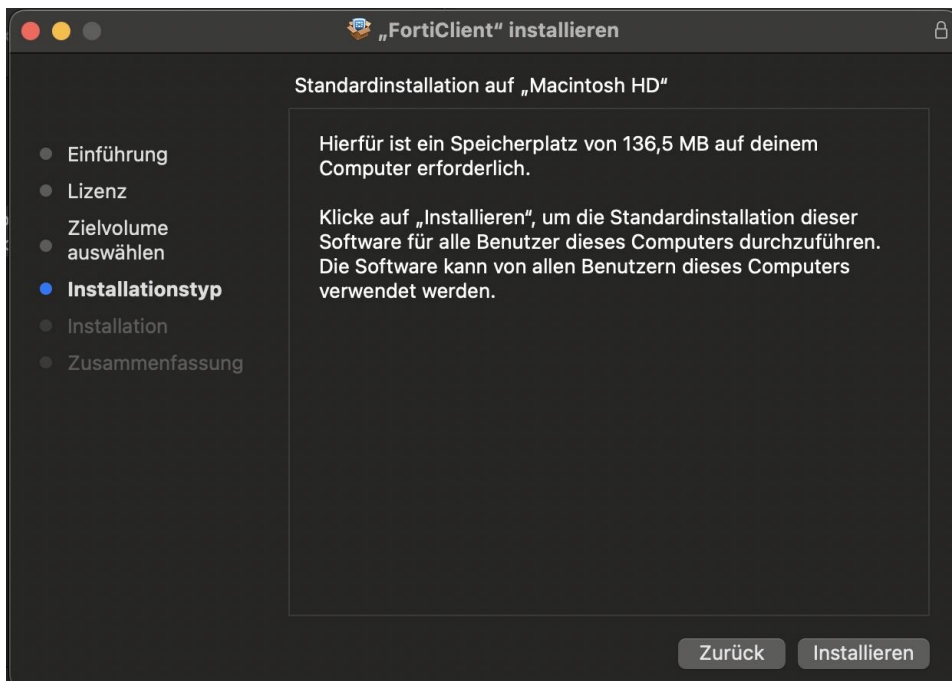 „FortiClient“ installieren
Standardinstallation auf „Macintosh HD“
Einführung
Lizenz
Zielvolume
auswählen
Installationstyp
Installation
Zusammenfassung
Hierfür ist ein Speicherplatz von 136,5 MB auf deinem
Computer erforderlich.
Klicke auf „Installieren“, um die Standardinstallation dieser
Software für alle Benutzer dieses Computers durchzuführen.
Die Software kann von allen Benutzern dieses Computers
verwendet werden.
Zurück
Installieren